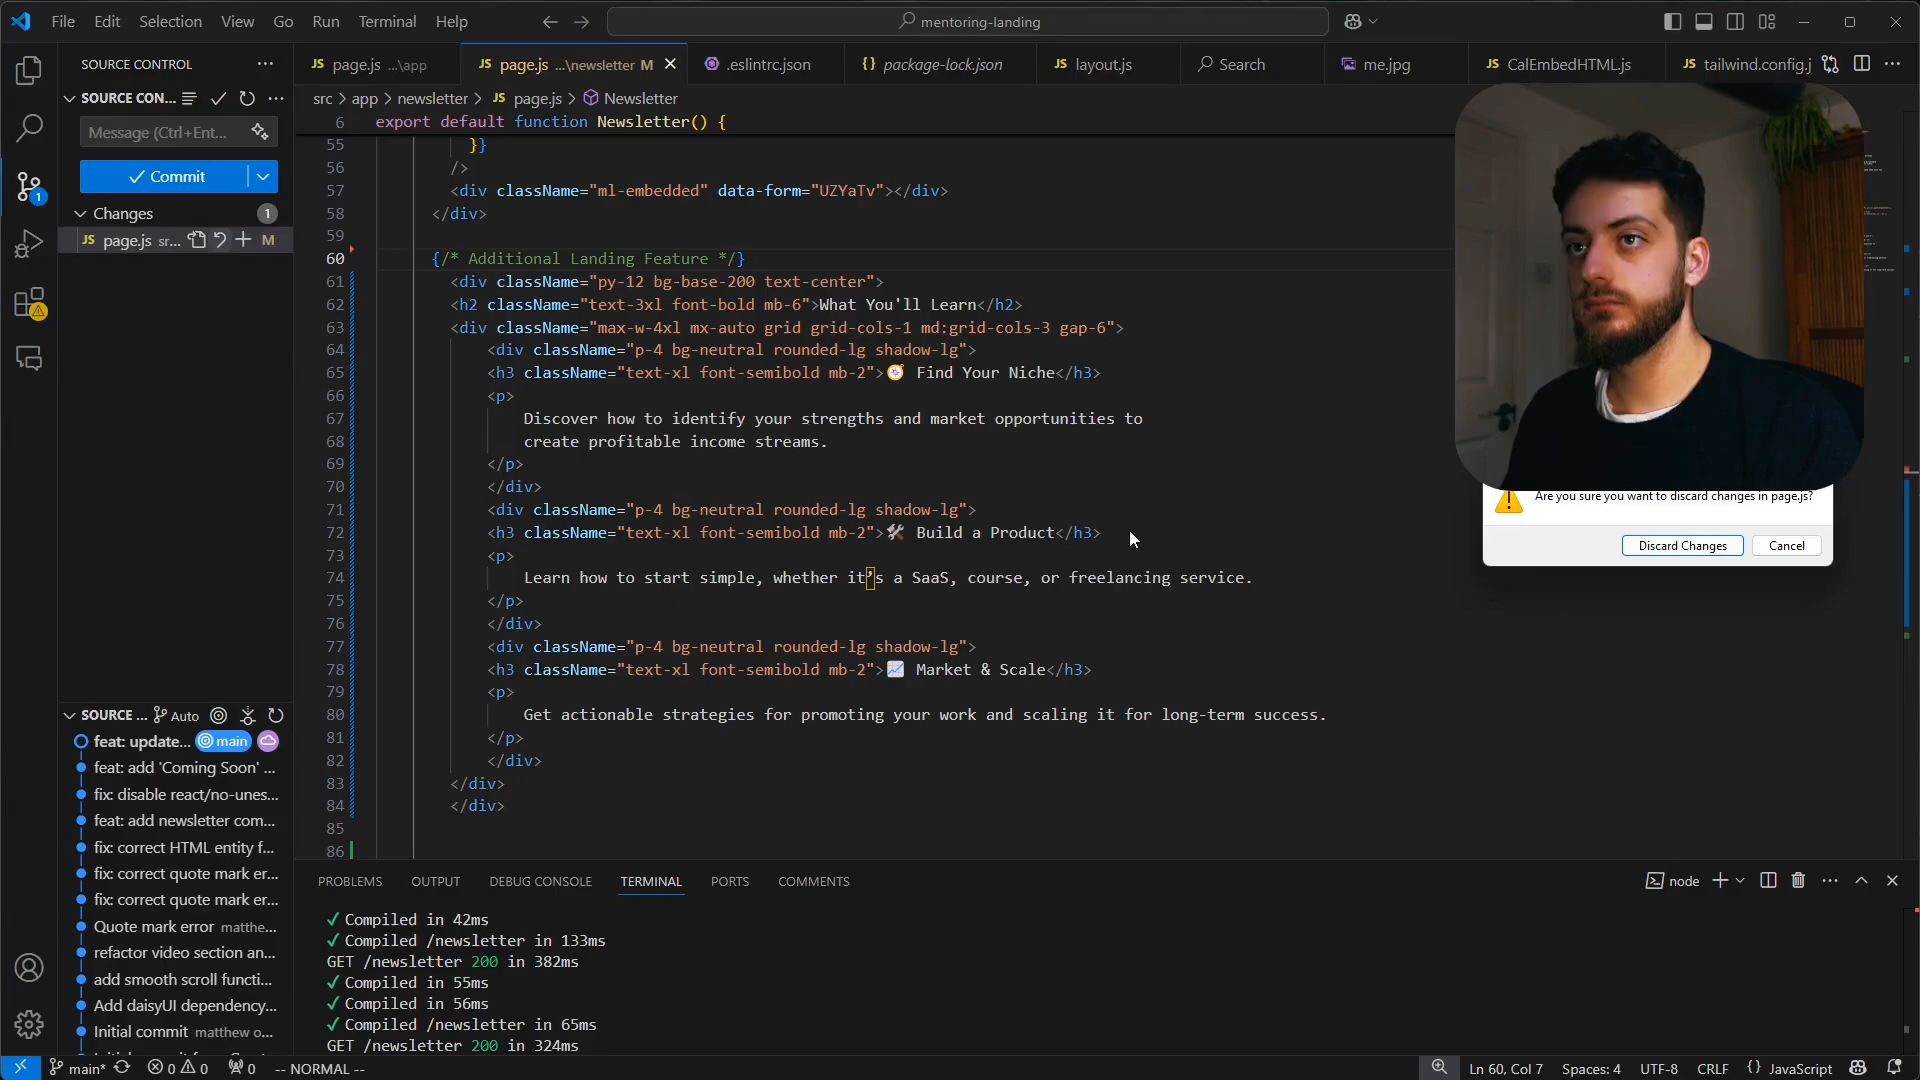 File Edit Selection View Go Run Terminal Help
mentoring-landing
SOURCE CONTROL
page.js ...\app
page.js ...\newsletter M
.eslintrc.json
package-lock.json
layout.js
Search
me.jpg
CalEmbedHTML.js
tailwind.config.j
SOURCE CON...
src > app > newsletter > JS page.js > Newsletter
Message (Ctrl+Ent...
Commit
Changes 1
JS page.js sr... M
6 export default function Newsletter() {
55 }}
56 />
57 <div className="ml-embedded" data-form="UZYaTv"></div>
58 </div>
59
60 {/* Additional Landing Feature */}
61 <div className="py-12 bg-base-200 text-center">
62 <h2 className="text-3xl font-bold mb-6">What You'll Learn</h2>
63 <div className="max-w-4xl mx-auto grid grid-cols-1 md:grid-cols-3 gap-6">
64 <div className="p-4 bg-neutral rounded-lg shadow-lg">
65 <h3 className="text-xl font-semibold mb-2">🧭 Find Your Niche</h3>
66 <p>
67 Discover how to identify your strengths and market opportunities to
68 create profitable income streams.
69 </p>
70 </div>
71 <div className="p-4 bg-neutral rounded-lg shadow-lg">
72 <h3 className="text-xl font-semibold mb-2">🛠 Build a Product</h3>
73 <p>
74 Learn how to start simple, whether it’s a SaaS, course, or freelancing service.
75 </p>
76 </div>
77 <div className="p-4 bg-neutral rounded-lg shadow-lg">
78 <h3 className="text-xl font-semibold mb-2">📈 Market & Scale</h3>
79 <p>
80 Get actionable strategies for promoting your work and scaling it for long-term success.
81 </p>
82 </div>
83 </div>
84 </div>
85
86
Are you sure you want to discard changes in page.js?
Discard Changes Cancel
SOURCE ... Auto
feat: update... main
feat: add 'Coming Soon' ...
fix: disable react/no-unes...
feat: add newsletter com...
fix: correct HTML entity f...
fix: correct quote mark er...
fix: correct quote mark er...
Quote mark error matthe...
refactor video section an...
add smooth scroll functi...
Add daisyUI dependency...
Initial commit matthew o...
PROBLEMS OUTPUT DEBUG CONSOLE TERMINAL PORTS COMMENTS
node
✓ Compiled in 42ms
✓ Compiled /newsletter in 133ms
GET /newsletter 200 in 382ms
✓ Compiled in 55ms
✓ Compiled in 56ms
✓ Compiled /newsletter in 65ms
GET /newsletter 200 in 324ms
main* 0 0 0 -- NORMAL --
Ln 60, Col 7 Spaces: 4 UTF-8 CRLF {} JavaScript